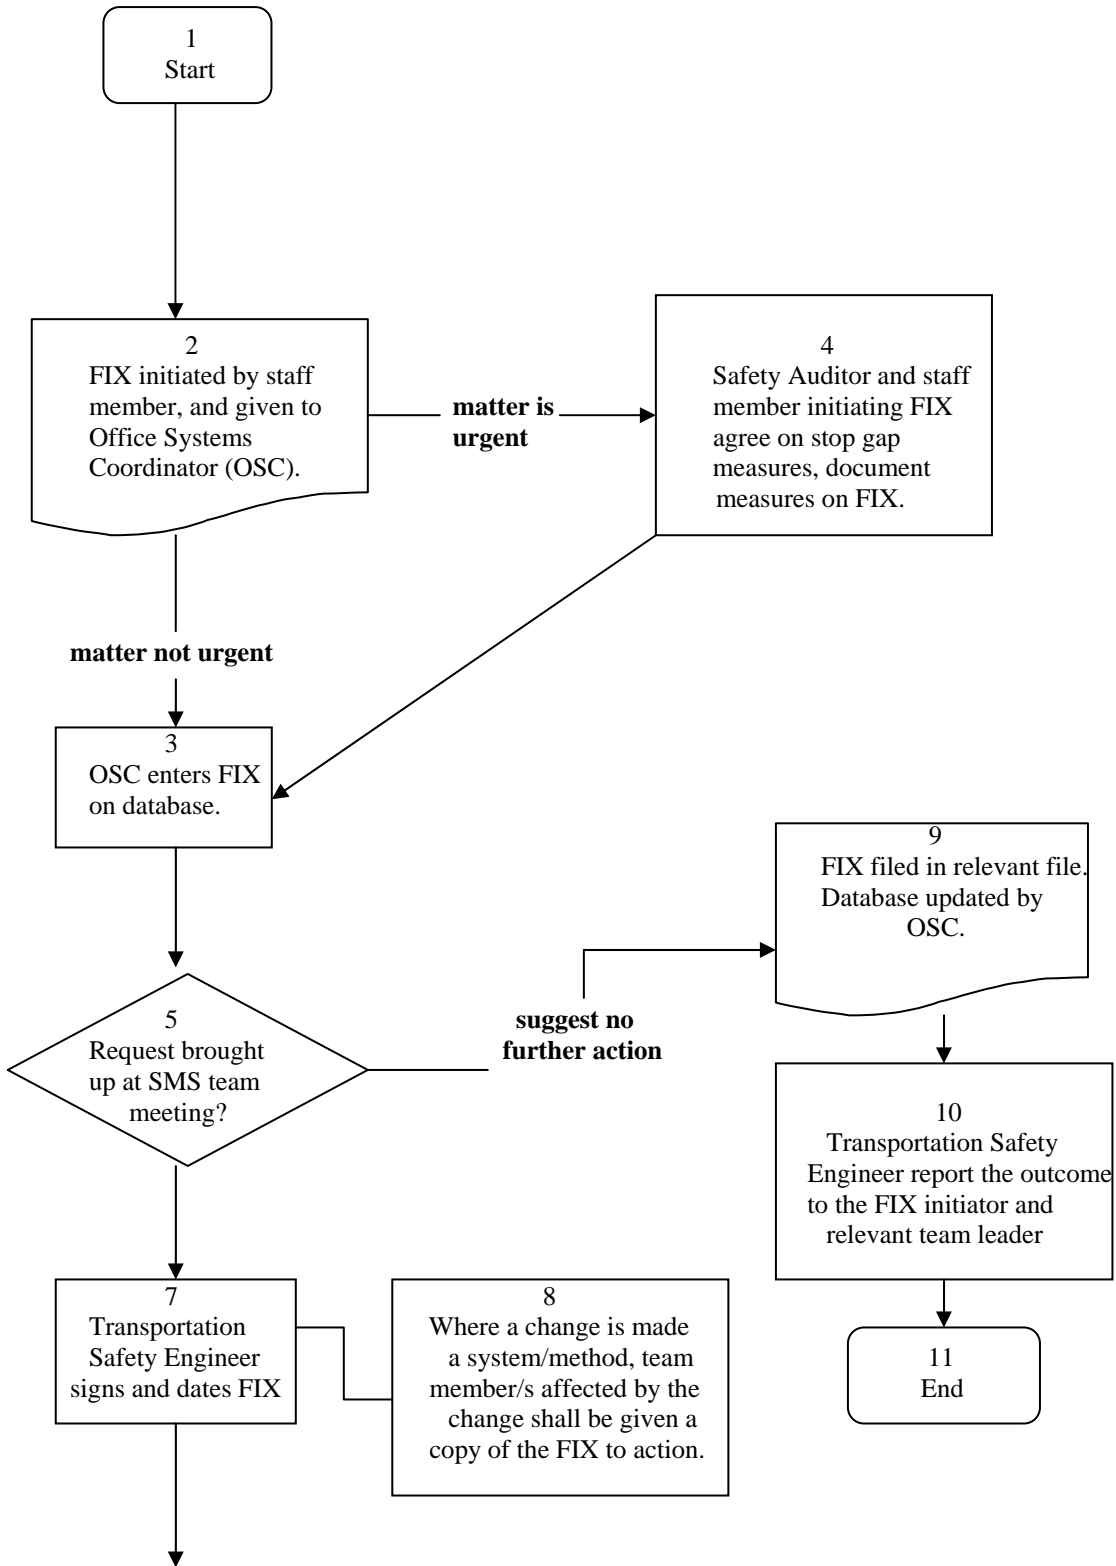 1
Start
2
FIX initiated by staff
member, and given to
Office Systems
Coordinator (OSC).
matter is
urgent
4
Safety Auditor and staff
member initiating FIX
agree on stop gap
measures, document
measures on FIX.
matter not urgent
3
OSC enters FIX
on database.
5
Request brought
up at SMS team
meeting?
suggest no
further action
9
FIX filed in relevant file.
Database updated by
OSC.
10
Transportation Safety
Engineer report the outcome
to the FIX initiator and
relevant team leader
7
Transportation
Safety Engineer
signs and dates FIX
8
Where a change is made
a system/method, team
member/s affected by the
change shall be given a
copy of the FIX to action.
11
End